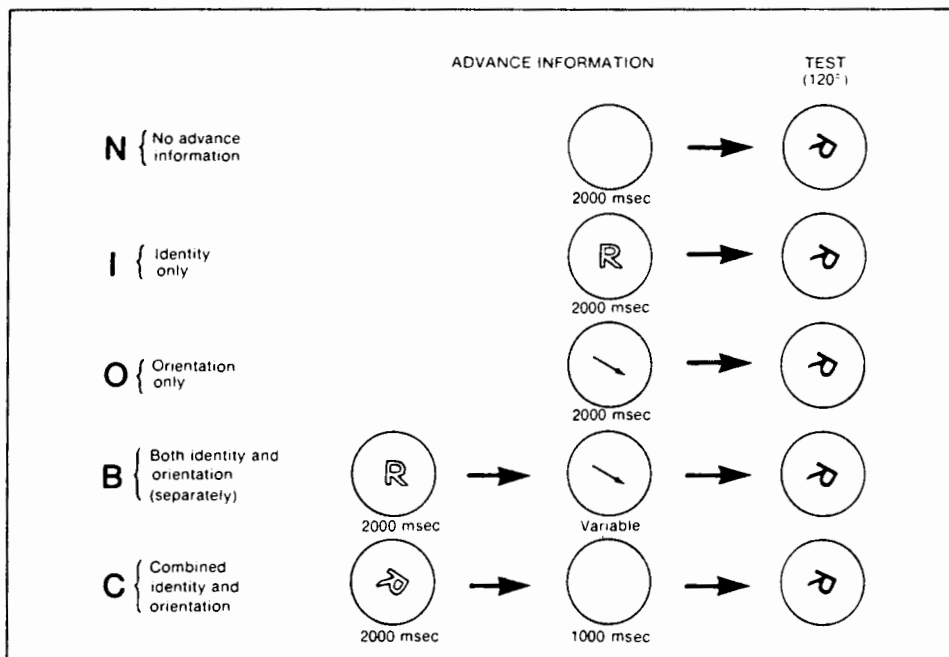 ADVANCE INFORMATION TEST
(120°)
N { No advance
information
2000 msec
I { Identity
only
R
R
2000 msec
O { Orientation
only
R
2000 msec
B { Both identity and
orientation
(separately)
R
R
2000 msec Variable
C { Combined
identity and
orientation
R
R
2000 msec 1000 msec